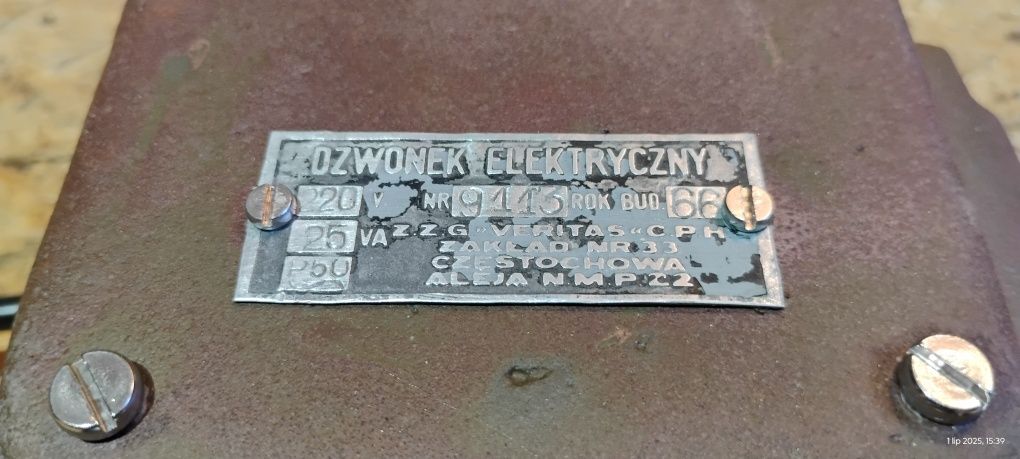 DZWONEK ELEKTRYCZNY
220 V NR 9443 ROK BUD 66
25 VA Z.Z.G „VERITAS“ C.P.H
ZAKŁAD NR 33
P50 CZĘSTOCHOWA
ALEJA N M P 22
1 lip 2025, 15:39